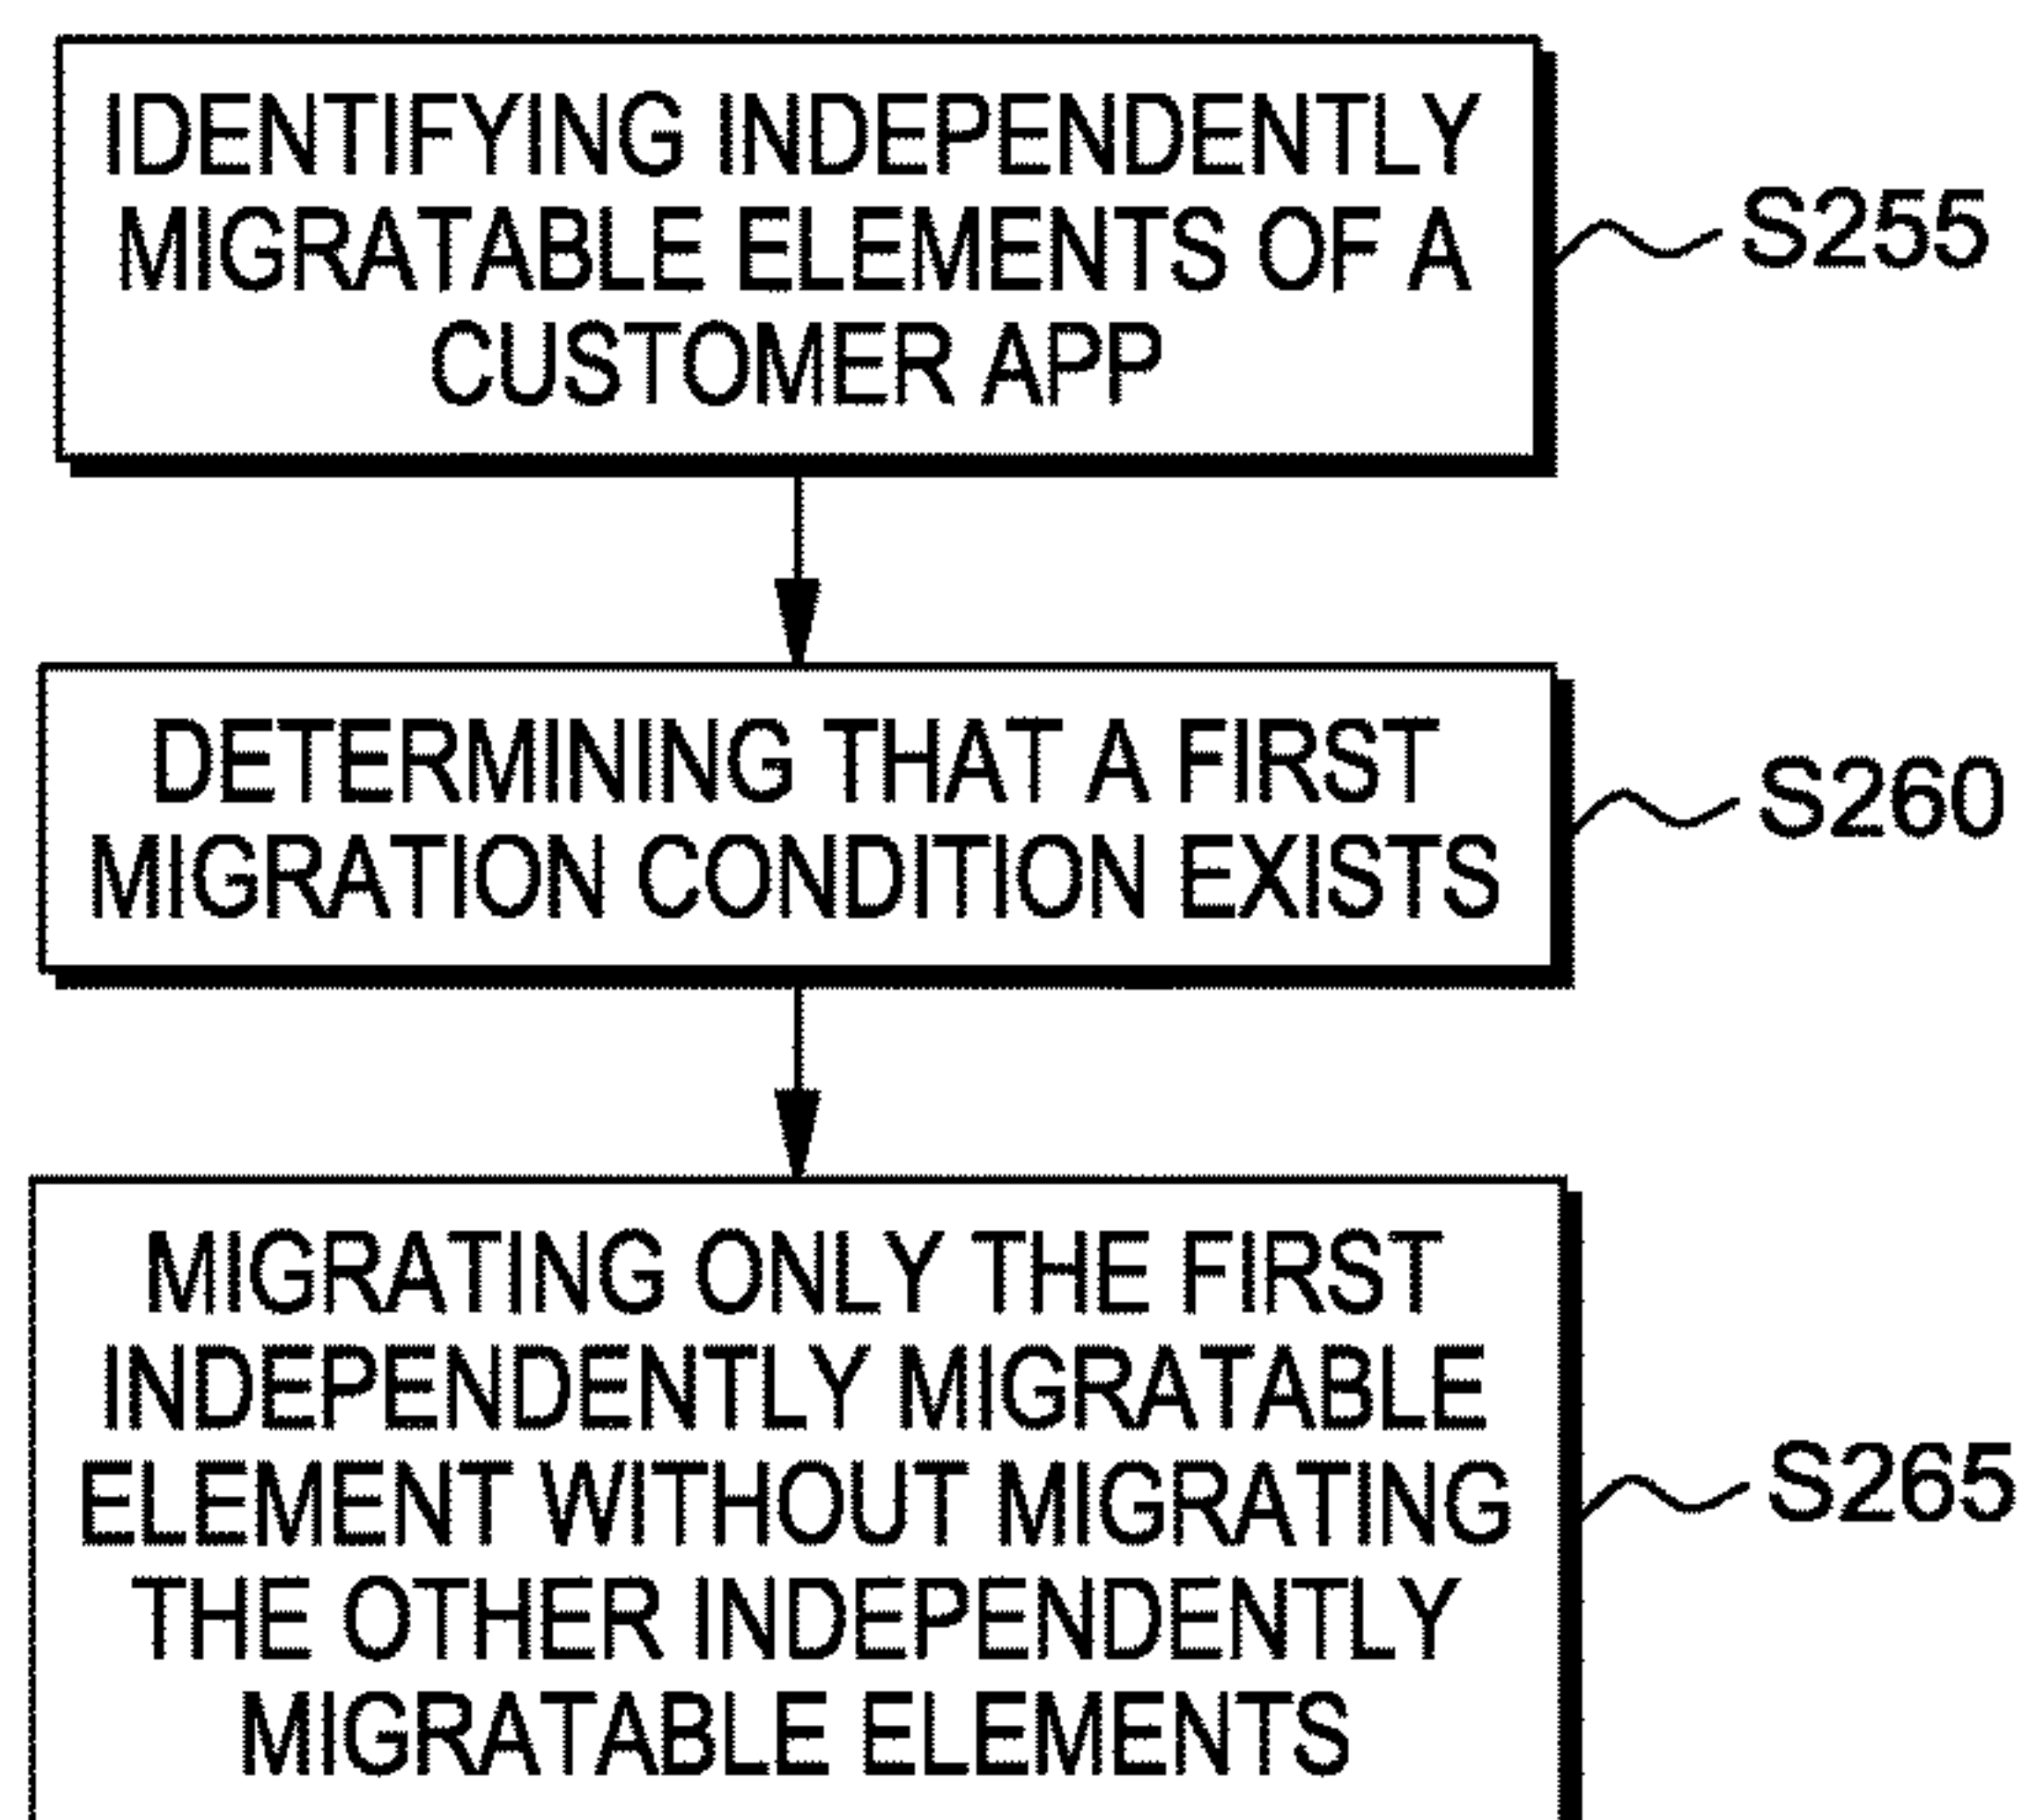 IDENTIFYING INDEPENDENTLY
MIGRATABLE ELEMENTS OF A
CUSTOMER APP
S255
DETERMINING THAT A FIRST
MIGRATION CONDITION EXISTS
S260
MIGRATING ONLY THE FIRST
INDEPENDENTLY MIGRATABLE
ELEMENT WITHOUT MIGRATING
THE OTHER INDEPENDENTLY
MIGRATABLE ELEMENTS
S265